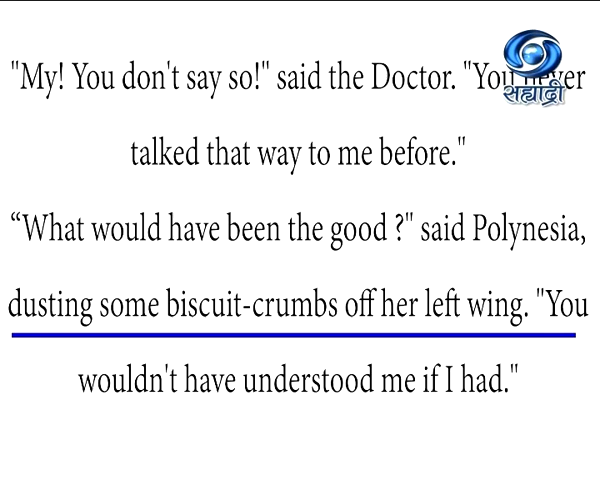 "My! You don't say so!" said the Doctor. "You never
सह्याद्री
talked that way to me before."
“What would have been the good ?" said Polynesia,
dusting some biscuit-crumbs off her left wing. "You
wouldn't have understood me if I had."